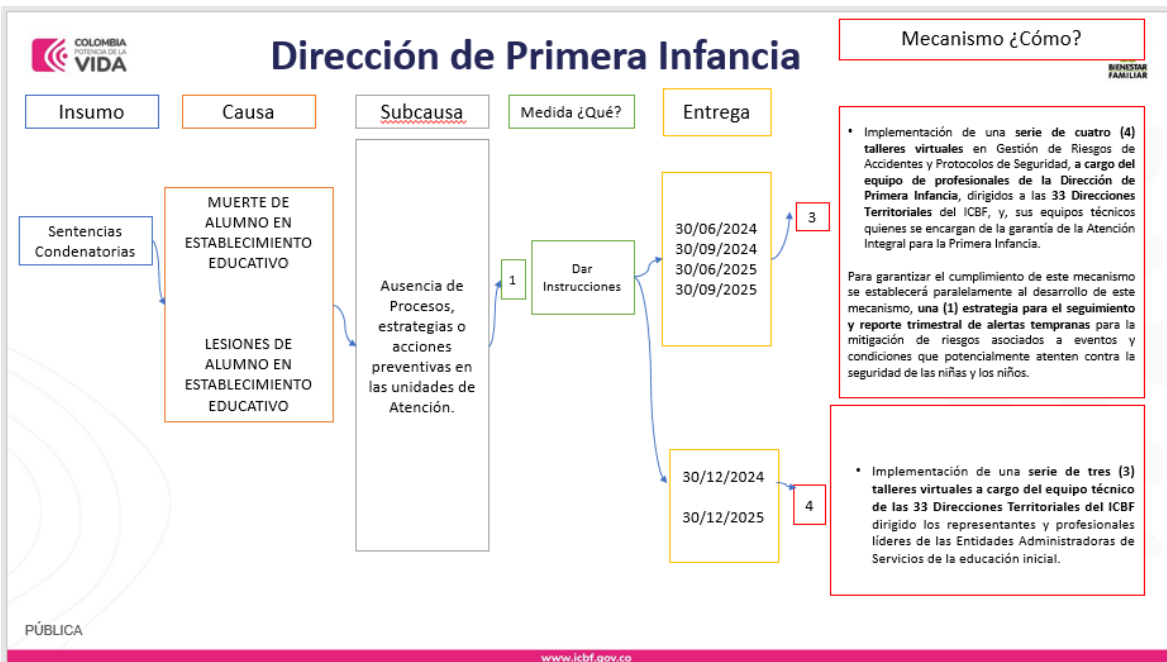 COLOMBIA
POTENCIA DE LA
VIDA
Dirección de Primera Infancia
Mecanismo ¿Cómo?
BIENESTAR
FAMILIAR
Insumo
Causa
Subcausa
Medida ¿Qué?
Entrega
Sentencias
Condenatorias
MUERTE DE
ALUMNO EN
ESTABLECIMIENTO
EDUCATIVO
LESIONES DE
ALUMNO EN
ESTABLECIMIENTO
EDUCATIVO
Ausencia de
Procesos,
estrategias o
acciones
preventivas en
las unidades de
Atención.
1
Dar
Instrucciones
30/06/2024
30/09/2024
30/06/2025
30/09/2025
3
• Implementación de una serie de cuatro (4)
talleres virtuales en Gestión de Riesgos de
Accidentes y Protocolos de Seguridad, a cargo del
equipo de profesionales de la Dirección de
Primera Infancia, dirigidos a las 33 Direcciones
Territoriales del ICBF, y, sus equipos técnicos
quienes se encargan de la garantía de la Atención
Integral para la Primera Infancia.
Para garantizar el cumplimiento de este mecanismo
se establecerá paralelamente al desarrollo de este
mecanismo, una (1) estrategia para el seguimiento
y reporte trimestral de alertas tempranas para la
mitigación de riesgos asociados a eventos y
condiciones que potencialmente atenten contra la
seguridad de las niñas y los niños.
30/12/2024
30/12/2025
4
• Implementación de una serie de tres (3)
talleres virtuales a cargo del equipo técnico
de las 33 Direcciones Territoriales del ICBF
dirigido los representantes y profesionales
líderes de las Entidades Administradoras de
Servicios de la educación inicial.
PÚBLICA
www.icbf.gov.co